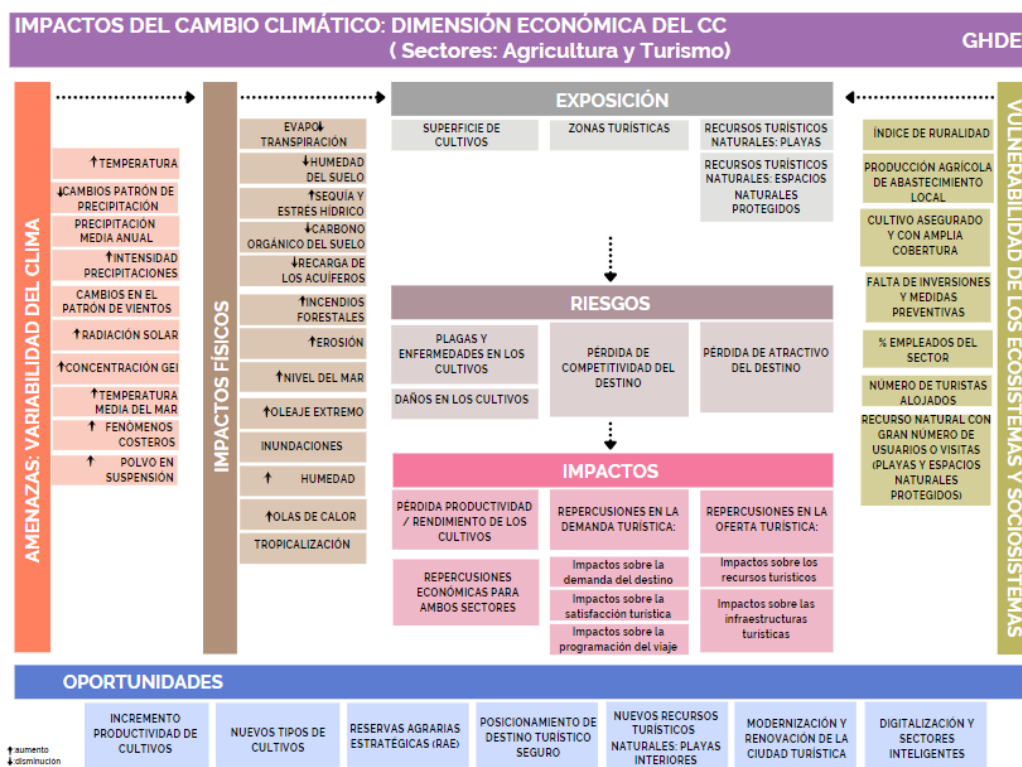 IMPACTOS DEL CAMBIO CLIMÁTICO: DIMENSIÓN ECONÓMICA DEL CC
( Sectores: Agricultura y Turismo)
GHDE
AMENAZAS: VARIABILIDAD DEL CLIMA
↑TEMPERATURA
↓CAMBIOS PATRÓN DE
PRECIPITACIÓN
PRECIPITACIÓN
MEDIA ANUAL
↑INTENSIDAD
PRECIPITACIONES
CAMBIOS EN EL
PATRÓN DE VIENTOS
↑RADIACIÓN SOLAR
↑CONCENTRACIÓN GEI
↑TEMPERATURA
MEDIA DEL MAR
↑ FENÓMENOS
COSTEROS
↑ POLVO EN
SUSPENSIÓN
IMPACTOS FÍSICOS
EVAPO↓
TRANSPIRACIÓN
↓HUMEDAD
DEL SUELO
↑SEQUÍA Y
ESTRÉS HÍDRICO
↓CARBONO
ORGÁNICO DEL SUELO
↓RECARGA DE
LOS ACUÍFEROS
↑INCENDIOS
FORESTALES
↑EROSIÓN
↑NIVEL DEL MAR
↑OLEAJE EXTREMO
INUNDACIONES
↑ HUMEDAD
↑OLAS DE CALOR
TROPICALIZACIÓN
EXPOSICIÓN
SUPERFICIE DE
CULTIVOS
ZONAS TURÍSTICAS
RECURSOS TURÍSTICOS
NATURALES: PLAYAS
RECURSOS TURÍSTICOS
NATURALES: ESPACIOS
NATURALES
PROTEGIDOS
RIESGOS
PLAGAS Y
ENFERMEDADES EN LOS
CULTIVOS
DAÑOS EN LOS CULTIVOS
PÉRDIDA DE
COMPETITIVIDAD DEL
DESTINO
PÉRDIDA DE ATRACTIVO
DEL DESTINO
IMPACTOS
PÉRDIDA PRODUCTIVIDAD
/ RENDIMIENTO DE LOS
CULTIVOS
REPERCUSIONES
ECONÓMICAS PARA
AMBOS SECTORES
REPERCUSIONES EN LA
DEMANDA TURÍSTICA:
Impactos sobre la
demanda del destino
Impactos sobre la
satisfacción turística
Impactos sobre la
programación del viaje
REPERCUSIONES EN LA
OFERTA TURÍSTICA:
Impactos sobre los
recursos turísticos
Impactos sobre las
infraestructuras
turísticas
ÍNDICE DE RURALIDAD
PRODUCCIÓN AGRÍCOLA
DE ABASTECIMIENTO
LOCAL
CULTIVO ASEGURADO
Y CON AMPLIA
COBERTURA
FALTA DE INVERSIONES
Y MEDIDAS
PREVENTIVAS
% EMPLEADOS DEL
SECTOR
NÚMERO DE TURISTAS
ALOJADOS
RECURSO NATURAL CON
GRAN NÚMERO DE
USUARIOS O VISITAS
(PLAYAS Y ESPACIOS
NATURALES
PROTEGIDOS)
VULNERABILIDAD DE LOS ECOSISTEMAS Y SOCIOSISTEMAS
OPORTUNIDADES
INCREMENTO
PRODUCTIVIDAD DE
CULTIVOS
NUEVOS TIPOS DE
CULTIVOS
RESERVAS AGRARIAS
ESTRATÉGICAS (RAE)
POSICIONAMIENTO DE
DESTINO TURÍSTICO
SEGURO
NUEVOS RECURSOS
TURÍSTICOS
NATURALES: PLAYAS
INTERIORES
MODERNIZACIÓN Y
RENOVACIÓN DE LA
CIUDAD TURÍSTICA
DIGITALIZACIÓN Y
SECTORES
INTELIGENTES
↑:aumento
↓:disminución